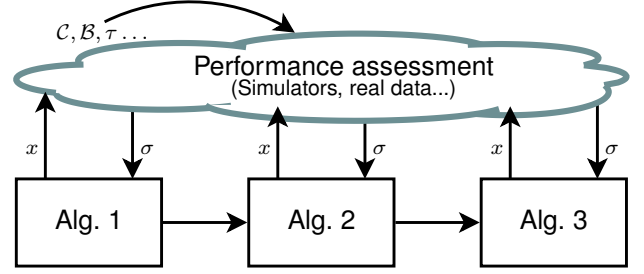 𝒞, ℬ, τ ...
Performance assessment
(Simulators, real data...)
x σ x σ x σ
Alg. 1 Alg. 2 Alg. 3